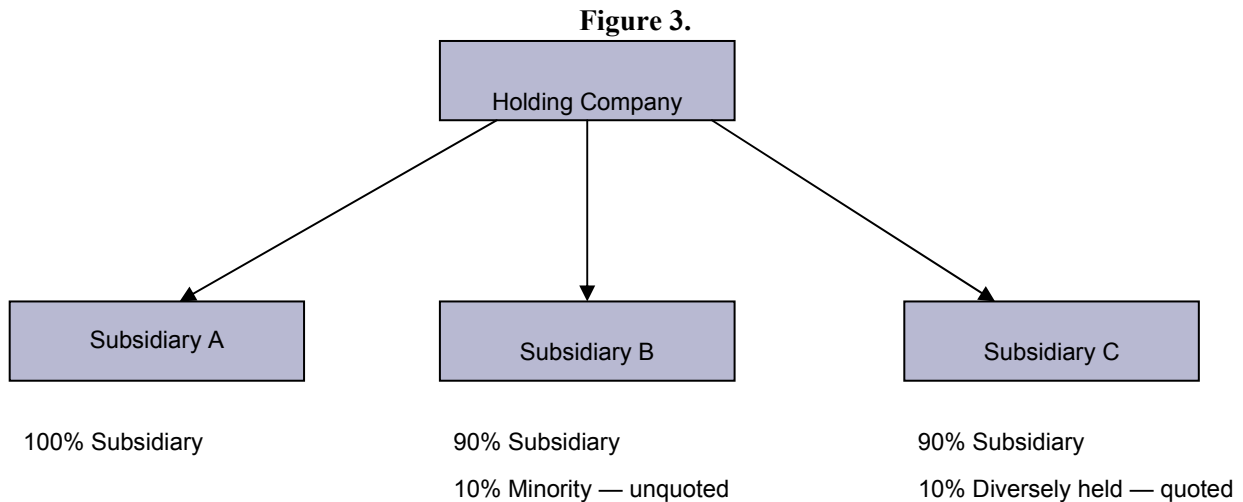 Figure 3.
Holding Company
Subsidiary A
Subsidiary B
Subsidiary C
100% Subsidiary
90% Subsidiary
10% Minority — unquoted
90% Subsidiary
10% Diversely held — quoted